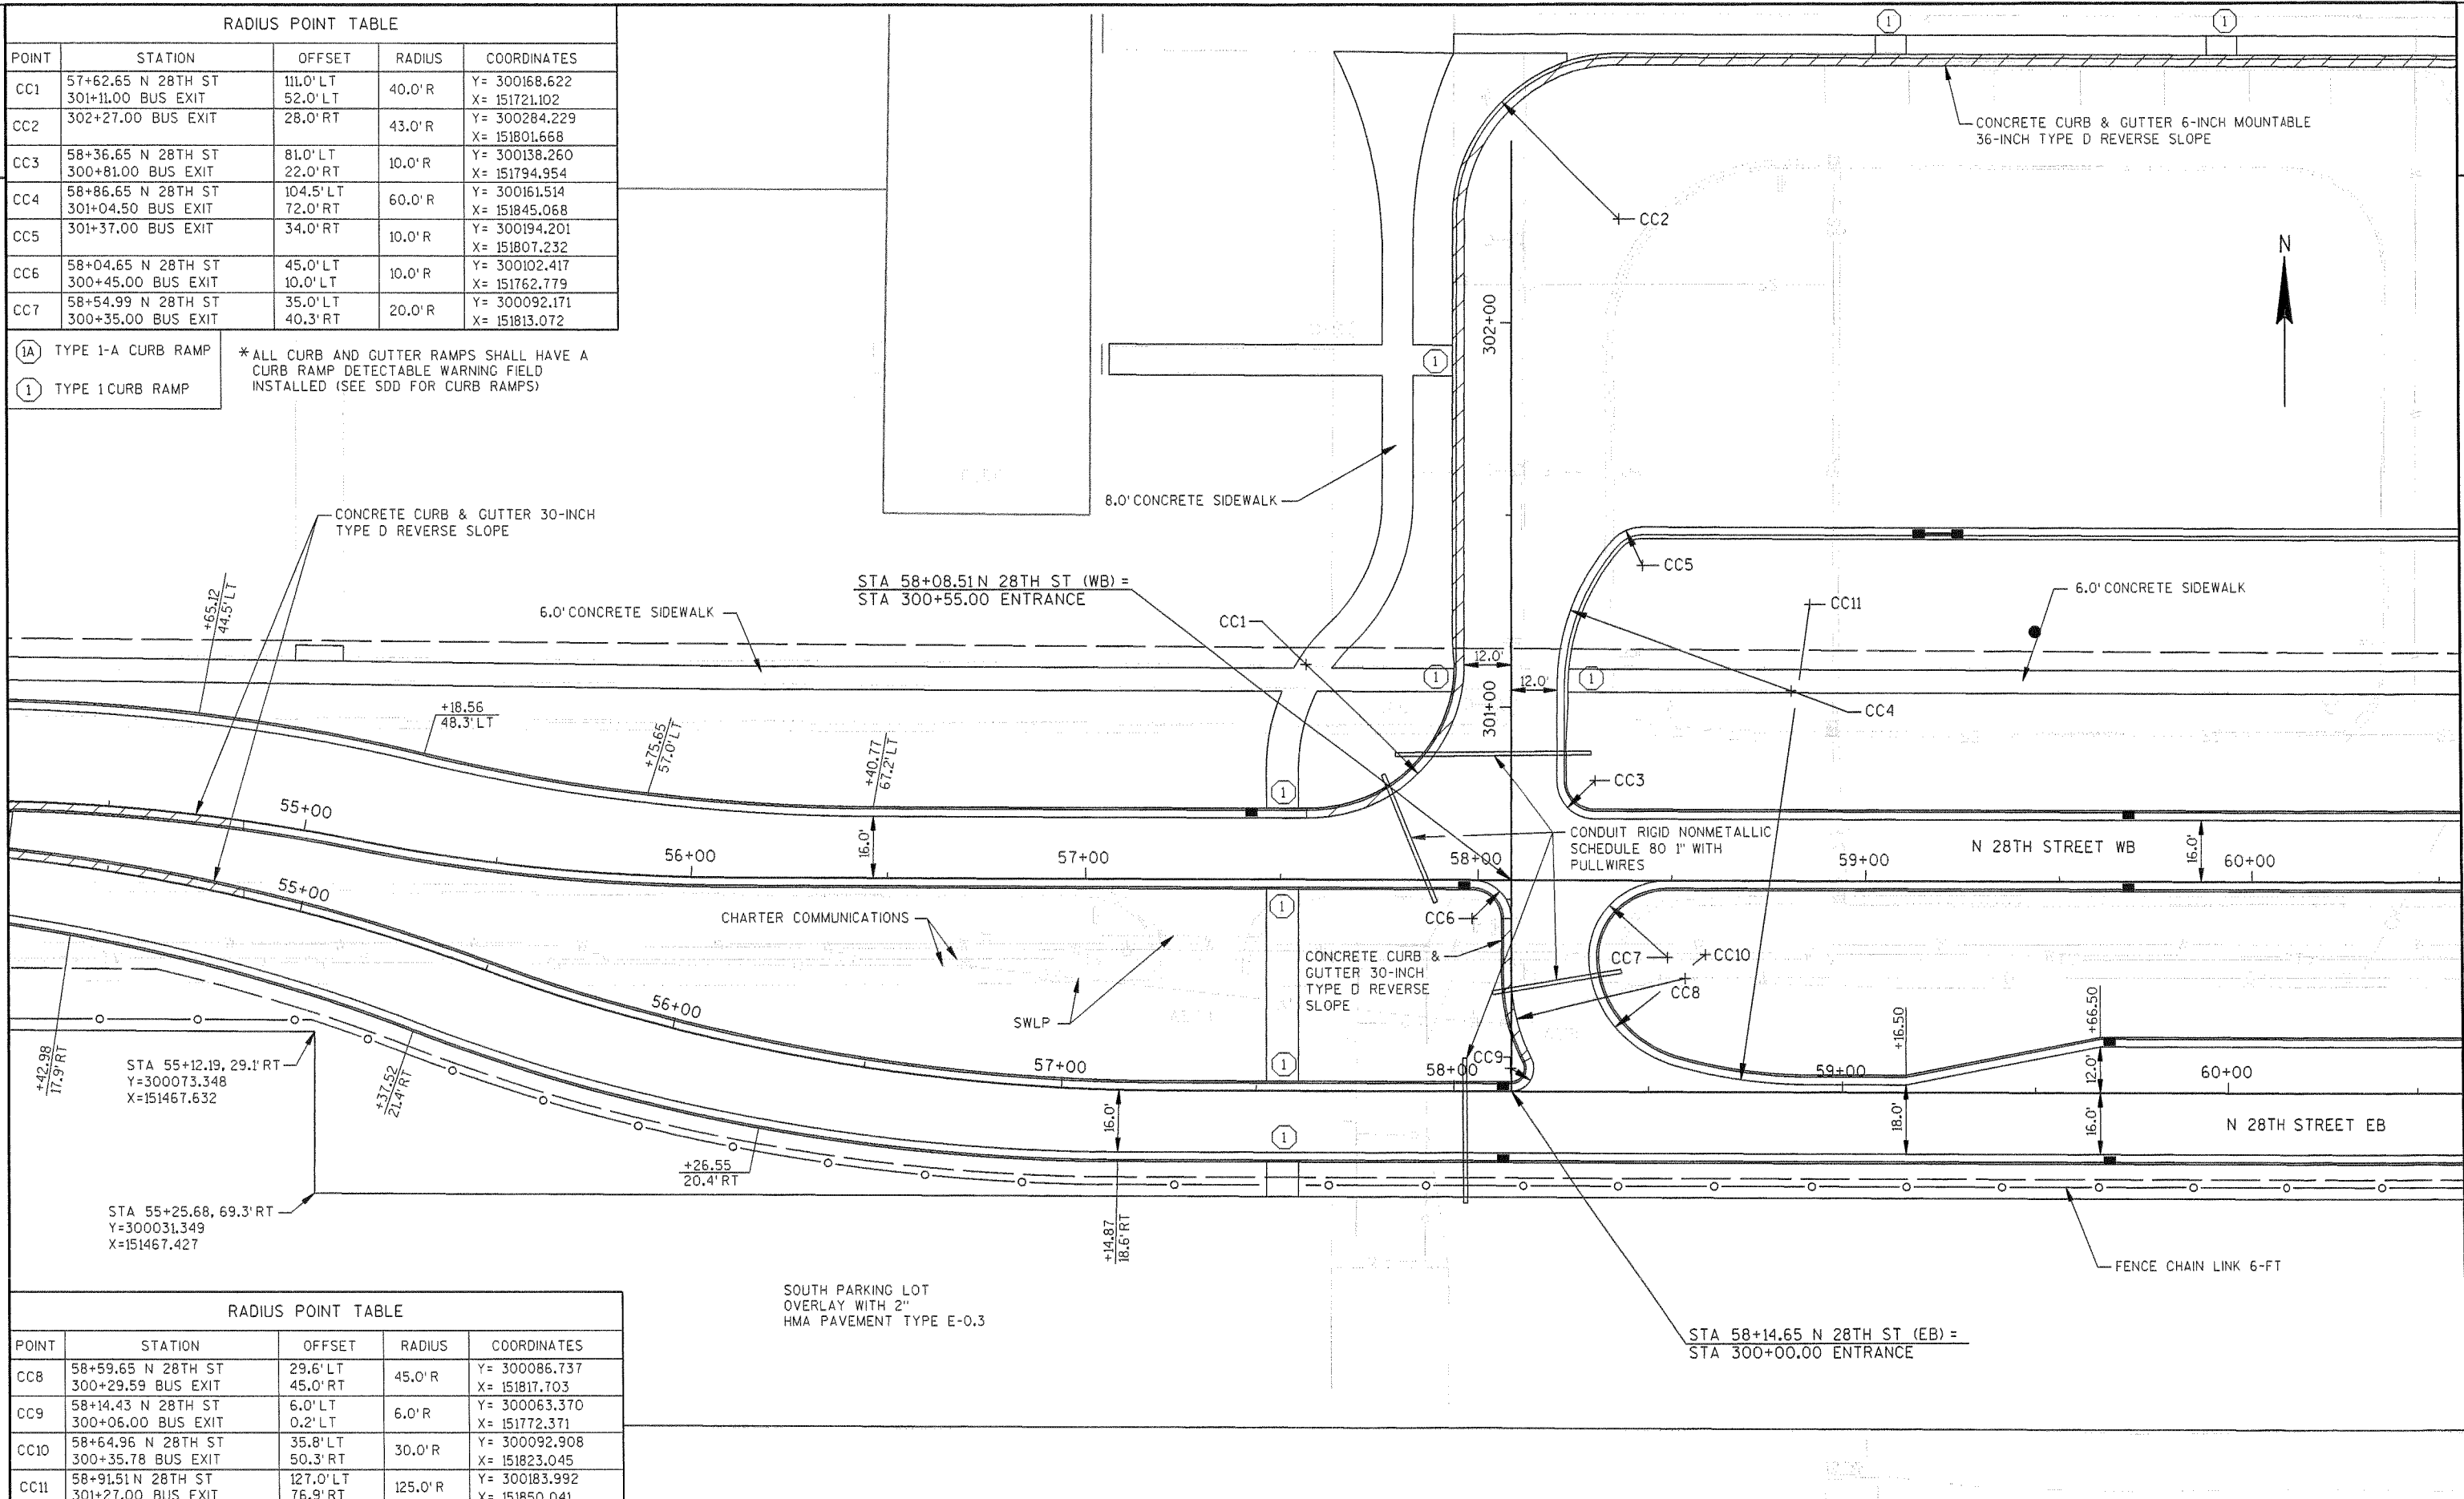 RADIUS POINT TABLE
POINT STATION OFFSET RADIUS COORDINATES
CC1 57+62.65 N 28TH ST 111.0' LT 40.0' R Y= 300168.622
301+11.00 BUS EXIT 52.0' LT X= 151721.102
CC2 302+27.00 BUS EXIT 28.0' RT 43.0' R Y= 300284.229
X= 151801.668
CC3 58+36.65 N 28TH ST 81.0' LT 10.0' R Y= 300138.260
300+81.00 BUS EXIT 22.0' RT X= 151794.954
CC4 58+86.65 N 28TH ST 104.5' LT 60.0' R Y= 300161.514
301+04.50 BUS EXIT 72.0' RT X= 151845.068
CC5 301+37.00 BUS EXIT 34.0' RT 10.0' R Y= 300194.201
X= 151807.232
CC6 58+04.65 N 28TH ST 45.0' LT 10.0' R Y= 300102.417
300+45.00 BUS EXIT 10.0' LT X= 151762.779
CC7 58+54.99 N 28TH ST 35.0' LT 20.0' R Y= 300092.171
300+35.00 BUS EXIT 40.3' RT X= 151813.072
1A TYPE 1-A CURB RAMP
1 TYPE 1 CURB RAMP
* ALL CURB AND GUTTER RAMPS SHALL HAVE A
CURB RAMP DETECTABLE WARNING FIELD
INSTALLED (SEE SDD FOR CURB RAMPS)
1
1
CONCRETE CURB & GUTTER 6-INCH MOUNTABLE
36-INCH TYPE D REVERSE SLOPE
CC2
N
302+00
1
8.0' CONCRETE SIDEWALK
CONCRETE CURB & GUTTER 30-INCH
TYPE D REVERSE SLOPE
CC5
STA 58+08.51 N 28TH ST (WB) =
STA 300+55.00 ENTRANCE
6.0' CONCRETE SIDEWALK
CC11
+65.12
44.5' LT
6.0' CONCRETE SIDEWALK
CC1
12.0'
1
12.0'
1
301+00
CC4
+18.56
48.3' LT
+75.65
57.0' LT
+40.77
67.2' LT
CC3
1
55+00
16.0'
56+00
57+00
58+00
CONDUIT RIGID NONMETALLIC
SCHEDULE 80 1" WITH
PULLWIRES
59+00
N 28TH STREET WB
16.0'
60+00
55+00
CHARTER COMMUNICATIONS
1
CC6
CONCRETE CURB &
GUTTER 30-INCH
TYPE D REVERSE
SLOPE
CC7
CC10
CC8
56+00
SWLP
+16.50
+66.50
+42.98
17.9' RT
STA 55+12.19, 29.1' RT
Y=300073.348
X=151467.632
+37.52
21.4' RT
57+00
1
58+00
CC9
59+00
12.0'
60+00
16.0'
18.0'
16.0'
N 28TH STREET EB
1
+26.55
20.4' RT
STA 55+25.68, 69.3' RT
Y=300031.349
X=151467.427
+14.87
18.6' RT
FENCE CHAIN LINK 6-FT
SOUTH PARKING LOT
OVERLAY WITH 2"
HMA PAVEMENT TYPE E-0.3
STA 58+14.65 N 28TH ST (EB) =
STA 300+00.00 ENTRANCE
RADIUS POINT TABLE
POINT STATION OFFSET RADIUS COORDINATES
CC8 58+59.65 N 28TH ST 29.6' LT 45.0' R Y= 300086.737
300+29.59 BUS EXIT 45.0' RT X= 151817.703
CC9 58+14.43 N 28TH ST 6.0' LT 6.0' R Y= 300063.370
300+06.00 BUS EXIT 0.2' LT X= 151772.371
CC10 58+64.96 N 28TH ST 35.8' LT 30.0' R Y= 300092.908
300+35.78 BUS EXIT 50.3' RT X= 151823.045
CC11 58+91.51 N 28TH ST 127.0' LT 125.0' R Y= 300183.992
301+27.00 BUS EXIT 76.9' RT X= 151850.041